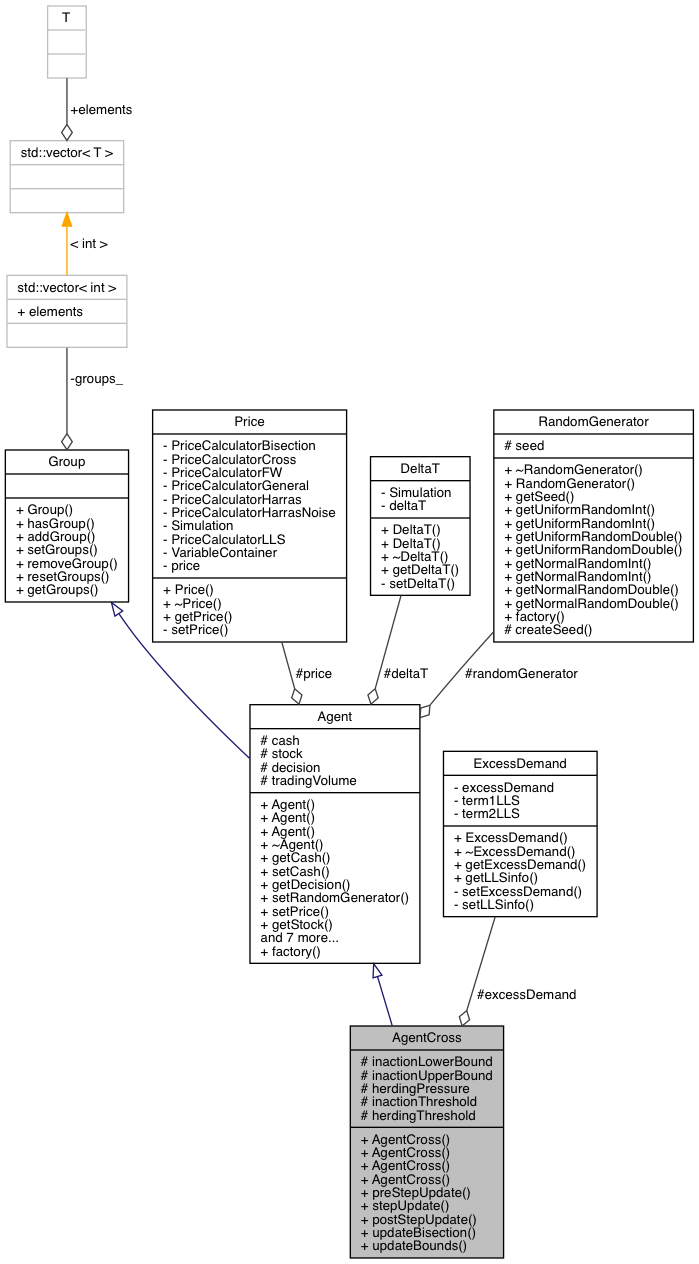 T
+elements
std::vector< T >
< int >
std::vector< int >
+ elements
-groups_
Group
+ Group()
+ hasGroup()
+ addGroup()
+ setGroups()
+ removeGroup()
+ resetGroups()
+ getGroups()
Price
- PriceCalculatorBisection
- PriceCalculatorCross
- PriceCalculatorFW
- PriceCalculatorGeneral
- PriceCalculatorHarras
- PriceCalculatorHarrasNoise
- Simulation
- PriceCalculatorLLS
- VariableContainer
- price
+ Price()
+ ~Price()
+ getPrice()
- setPrice()
DeltaT
- Simulation
- deltaT
+ DeltaT()
+ DeltaT()
+ ~DeltaT()
+ getDeltaT()
- setDeltaT()
RandomGenerator
# seed
+ ~RandomGenerator()
+ RandomGenerator()
+ getSeed()
+ getUniformRandomInt()
+ getUniformRandomInt()
+ getUniformRandomDouble()
+ getUniformRandomDouble()
+ getNormalRandomInt()
+ getNormalRandomInt()
+ getNormalRandomDouble()
+ getNormalRandomDouble()
+ factory()
# createSeed()
#price
#deltaT
#randomGenerator
Agent
# cash
# stock
# decision
# tradingVolume
+ Agent()
+ Agent()
+ Agent()
+ ~Agent()
+ getCash()
+ setCash()
+ getDecision()
+ setRandomGenerator()
+ setPrice()
+ getStock()
and 7 more...
+ factory()
ExcessDemand
- excessDemand
- term1LLS
- term2LLS
+ ExcessDemand()
+ ~ExcessDemand()
+ getExcessDemand()
+ getLLSinfo()
- setExcessDemand()
- setLLSinfo()
#excessDemand
AgentCross
# inactionLowerBound
# inactionUpperBound
# herdingPressure
# inactionThreshold
# herdingThreshold
+ AgentCross()
+ AgentCross()
+ AgentCross()
+ AgentCross()
+ preStepUpdate()
+ stepUpdate()
+ postStepUpdate()
+ updateBisection()
+ updateBounds()